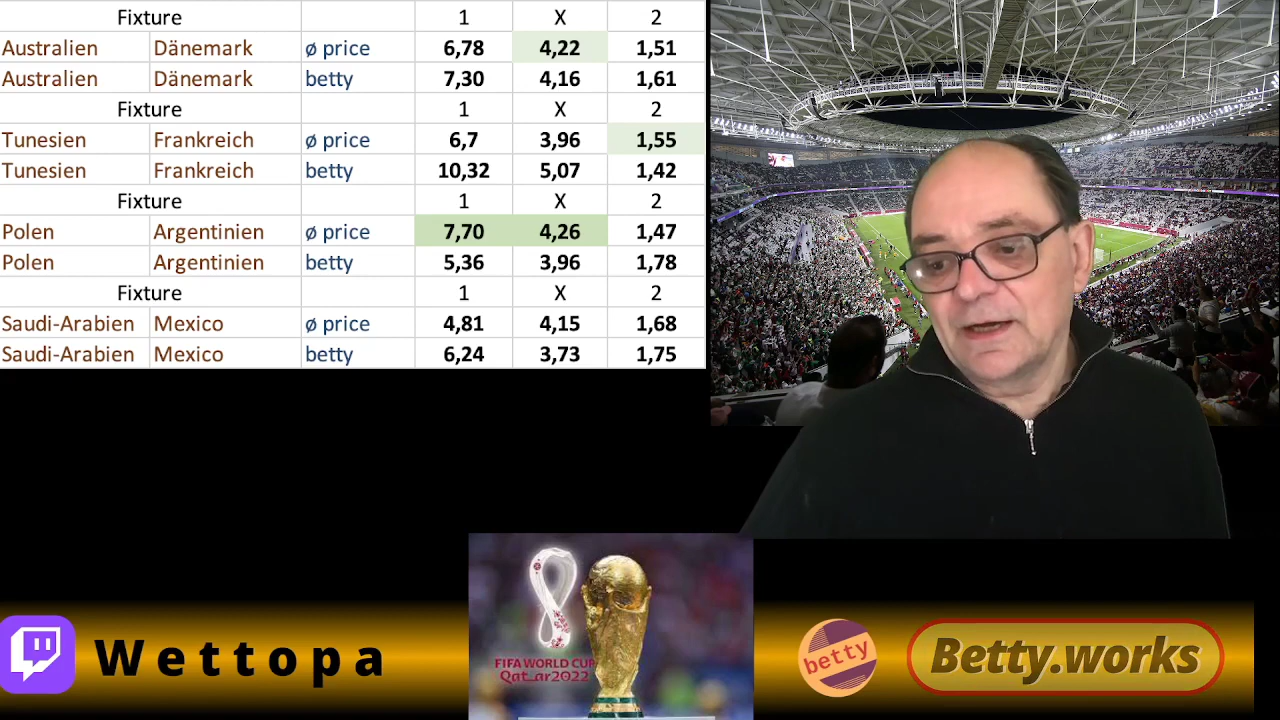 Fixture 1 X 2
Australien Dänemark ø price 6,78 4,22 1,51
Australien Dänemark betty 7,30 4,16 1,61
Fixture 1 X 2
Tunesien Frankreich ø price 6,7 3,96 1,55
Tunesien Frankreich betty 10,32 5,07 1,42
Fixture 1 X 2
Polen Argentinien ø price 7,70 4,26 1,47
Polen Argentinien betty 5,36 3,96 1,78
Fixture 1 X 2
Saudi-Arabien Mexico ø price 4,81 4,15 1,68
Saudi-Arabien Mexico betty 6,24 3,73 1,75
Wettopa
FIFA WORLD CUP
Qatar2022
betty
Betty.works